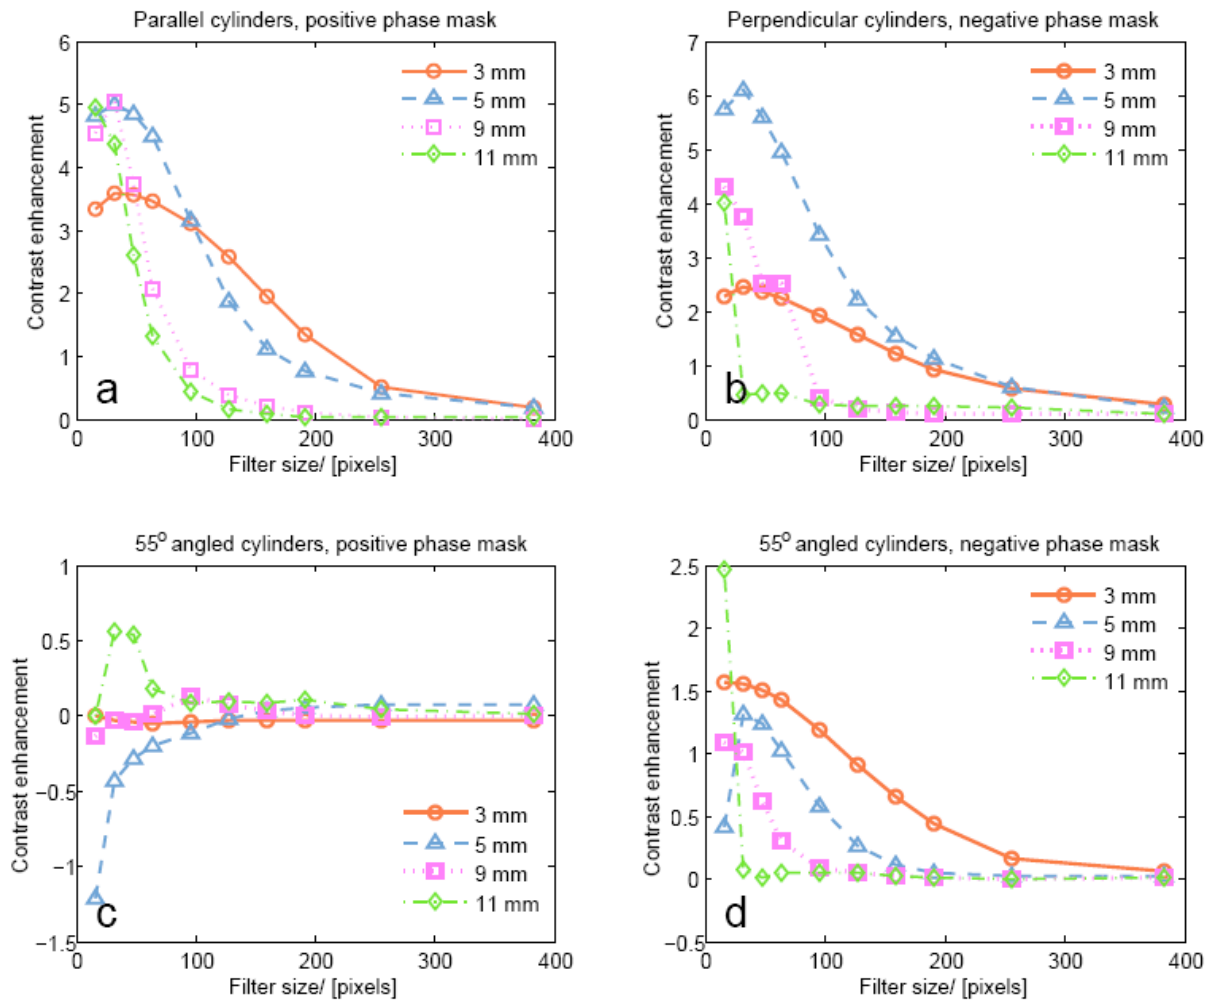 Parallel cylinders, positive phase mask
6
5
4
3
2
1
0
Contrast enhancement
3 mm
5 mm
9 mm
11 mm
a
0 100 200 300 400
Filter size/ [pixels]
Perpendicular cylinders, negative phase mask
7
6
5
4
3
2
1
0
Contrast enhancement
3 mm
5 mm
9 mm
11 mm
b
0 100 200 300 400
Filter size/ [pixels]
55° angled cylinders, positive phase mask
1
0.5
0
−0.5
−1
−1.5
Contrast enhancement
3 mm
5 mm
9 mm
11 mm
c
0 100 200 300 400
Filter size/ [pixels]
55° angled cylinders, negative phase mask
2.5
2
1.5
1
0.5
0
−0.5
Contrast enhancement
3 mm
5 mm
9 mm
11 mm
d
0 100 200 300 400
Filter size/ [pixels]